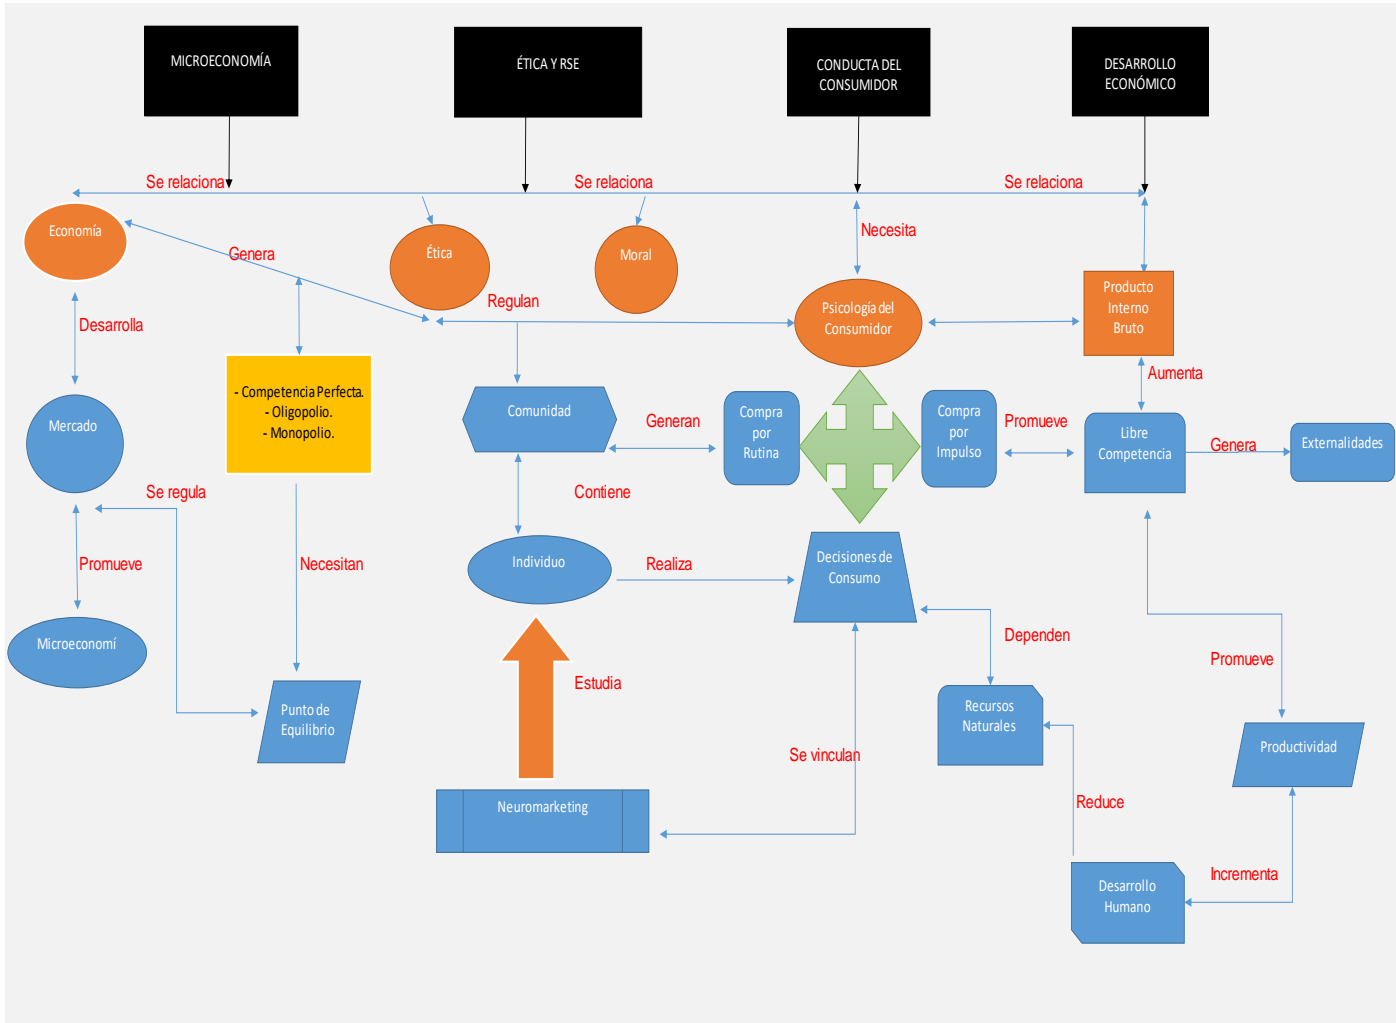 MICROECONOMÍA
ÉTICA Y RSE
CONDUCTA DEL
CONSUMIDOR
DESARROLLO
ECONÓMICO
Se relaciona
Se relaciona
Se relaciona
Economía
Genera
Ética
Moral
Necesita
Regulan
Psicología del
Consumidor
Producto
Interno
Bruto
Desarrolla
Aumenta
- Competencia Perfecta.
- Oligopolio.
- Monopolio.
Mercado
Comunidad
Generan
Compra
por
Rutina
Compra
por
Impulso
Promueve
Libre
Competencia
Genera
Externalidades
Se regula
Contiene
Promueve
Necesitan
Individuo
Realiza
Decisiones de
Consumo
Microeconomí
Dependen
Estudia
Promueve
Punto de
Equilibrio
Recursos
Naturales
Se vinculan
Productividad
Neuromarketing
Reduce
Incrementa
Desarrollo
Humano